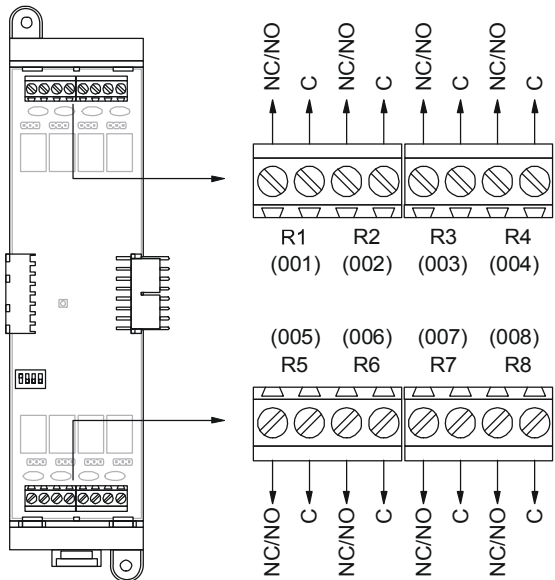 NC/NO C NC/NO C NC/NO C NC/NO C
R1 R2 R3 R4
(001) (002) (003) (004)
(005) (006) (007) (008)
R5 R6 R7 R8
NC/NO C NC/NO C NC/NO C NC/NO C